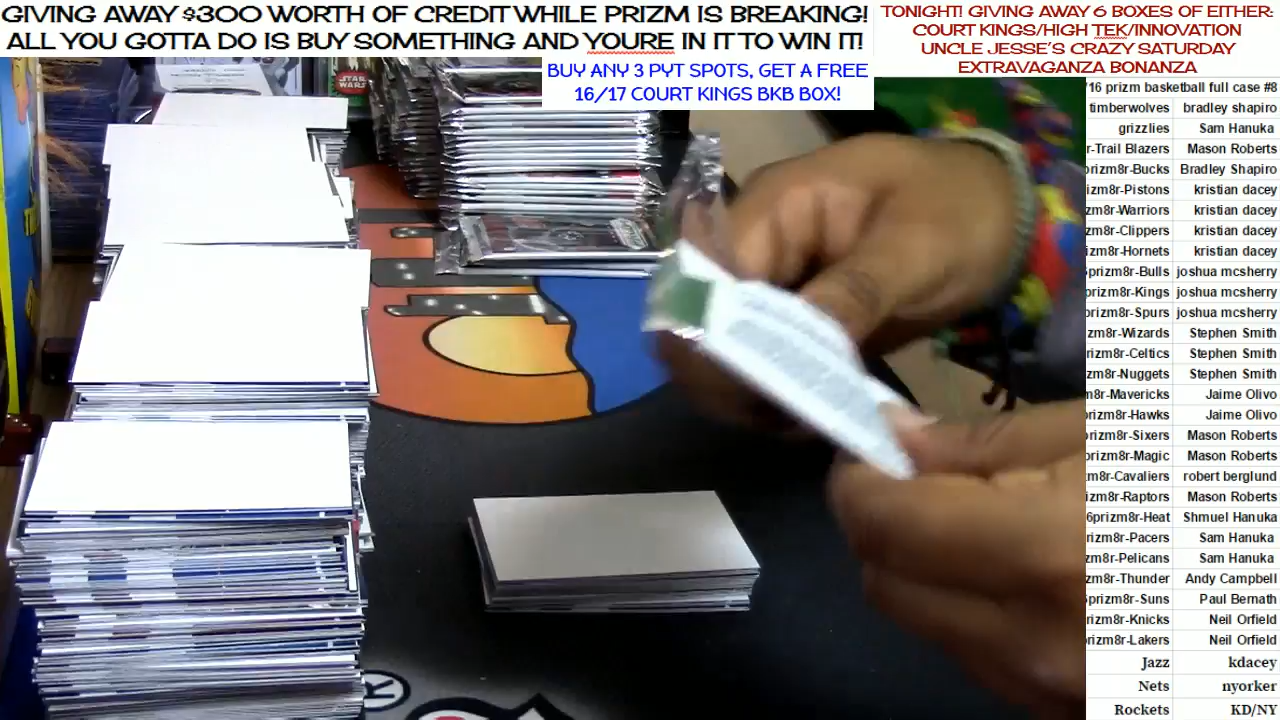 GIVING AWAY $300 WORTH OF CREDIT WHILE PRIZM IS BREAKING!
ALL YOU GOTTA DO IS BUY SOMETHING AND YOURE IN IT TO WIN IT!
BUY ANY 3 PYT SPOTS, GET A FREE
16/17 COURT KINGS BKB BOX!
TONIGHT! GIVING AWAY 6 BOXES OF EITHER:
COURT KINGS/HIGH TEK/INNOVATION
UNCLE JESSE'S CRAZY SATURDAY
EXTRAVAGANZA BONANZA
/16 prizm basketball full case #8
timberwolves bradley shapiro
grizzlies Sam Hanuka
r-Trail Blazers Mason Roberts
prizm8r-Bucks Bradley Shapiro
izm8r-Pistons kristian dacey
zm8r-Warriors kristian dacey
zm8r-Clippers kristian dacey
zm8r-Hornets kristian dacey
6prizm8r-Bulls joshua mcsherry
prizm8r-Kings joshua mcsherry
prizm8r-Spurs joshua mcsherry
izm8r-Wizards Stephen Smith
izm8r-Celtics Stephen Smith
zm8r-Nuggets Stephen Smith
m8r-Mavericks Jaime Olivo
prizm8r-Hawks Jaime Olivo
prizm8r-Sixers Mason Roberts
prizm8r-Magic Mason Roberts
zm8r-Cavaliers robert berglund
izm8r-Raptors Mason Roberts
6prizm8r-Heat Shmuel Hanuka
rizm8r-Pacers Sam Hanuka
zm8r-Pelicans Sam Hanuka
zm8r-Thunder Andy Campbell
6prizm8r-Suns Paul Bernath
rizm8r-Knicks Neil Orfield
rizm8r-Lakers Neil Orfield
Jazz kdacey
Nets nyorker
Rockets KD/NY
STAR
WARS